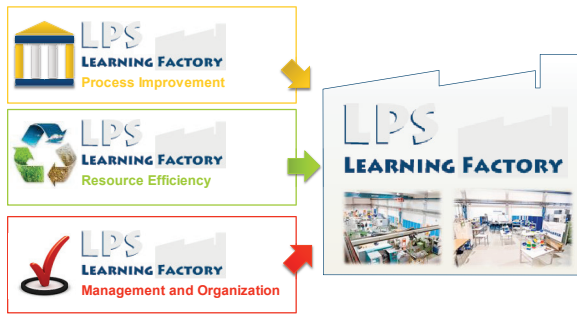 LPS
LEARNING FACTORY
Process Improvement
LPS
LEARNING FACTORY
Resource Efficiency
LPS
LEARNING FACTORY
Management and Organization
LPS
LEARNING FACTORY